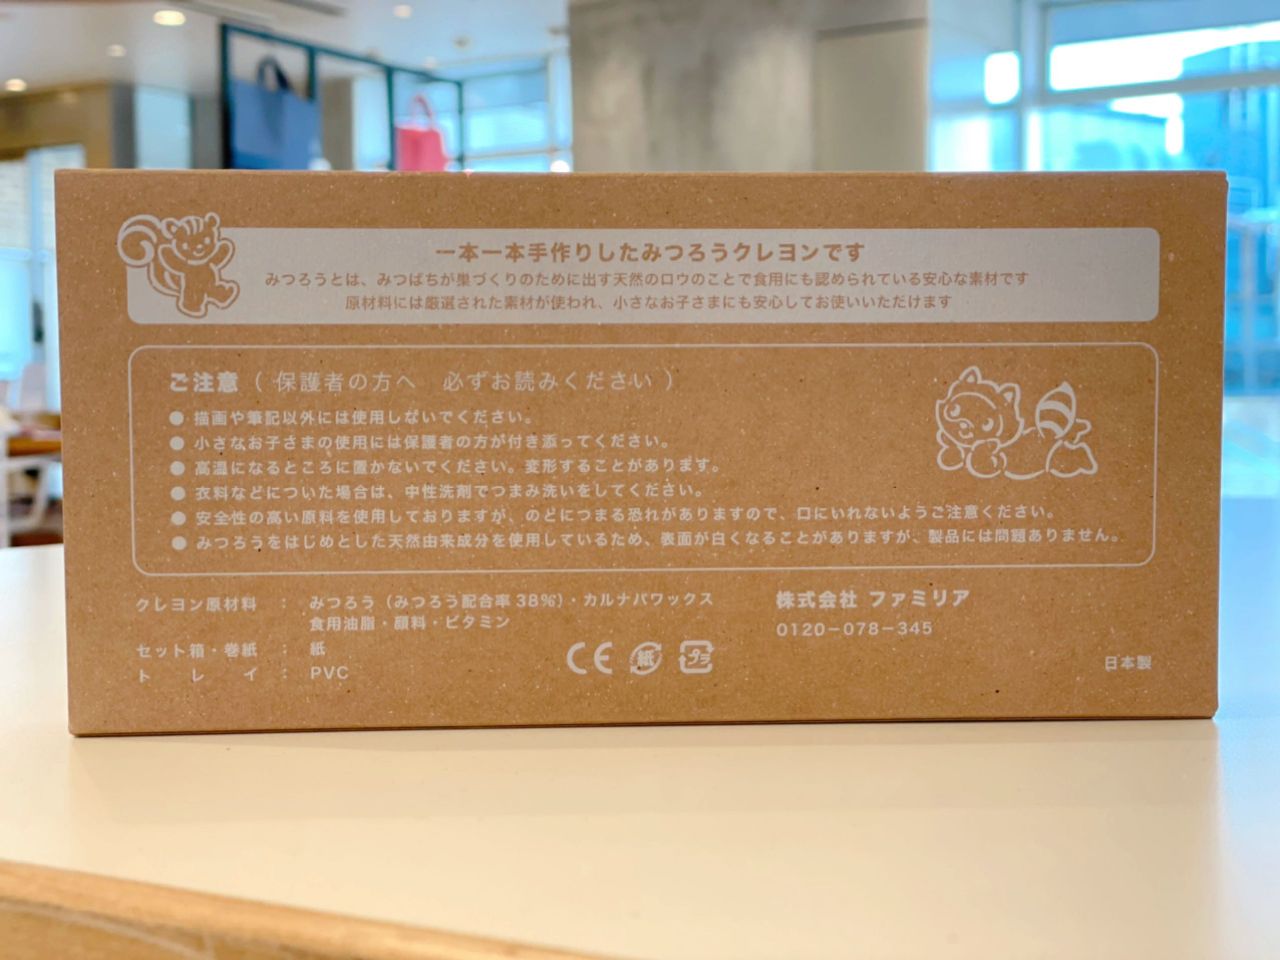 一本一本手作りしたみつろうクレヨンです
みつろうとは、みつばちが巣づくりのために出す天然のロウのことで食用にも認められている安心な素材です
原材料には厳選された素材が使われ、小さなお子さまにも安心してお使いいただけます
ご注意（ 保護者の方へ　必ずお読みください ）
● 描画や筆記以外には使用しないでください。
● 小さなお子さまの使用には保護者の方が付き添ってください。
● 高温になるところに置かないでください。変形することがあります。
● 衣料などについた場合は、中性洗剤でつまみ洗いをしてください。
● 安全性の高い原料を使用しておりますが、のどにつまる恐れがありますので、口にいれないようご注意ください。
● みつろうをはじめとした天然由来成分を使用しているため、表面が白くなることがありますが、製品には問題ありません。
クレヨン原材料 ： みつろう（みつろう配合率 38％）・カルナバワックス
食用油脂・顔料・ビタミン
セット箱・巻紙 ： 紙
ト レ イ ： PVC
CE 紙 プラ
株式会社 ファミリア
0120−078−345
日本製